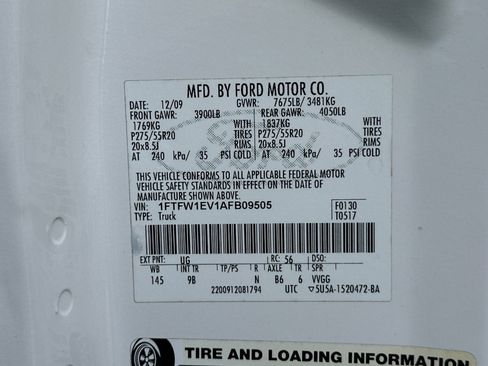 MFD. BY FORD MOTOR CO.
DATE: 12/09 GVWR: 7675LB/ 3481KG
FRONT GAWR: 3900LB REAR GAWR: 4050LB
1769KG WITH 1837KG WITH
P275/55R20 TIRES P275/55R20 TIRES
20x8.5J RIMS 20x8.5J RIMS
AT 240 kPa/ 35 PSI COLD AT 240 kPa/ 35 PSI COLD
THIS VEHICLE CONFORMS TO ALL APPLICABLE FEDERAL MOTOR
VEHICLE SAFETY STANDARDS IN EFFECT ON THE DATE OF
MANUFACTURE SHOWN ABOVE.
VIN: 1FTFW1EV1AFB09505 F0130
TYPE: Truck T0517
EXT PNT: UG RC: 56 DSO:
WB INT TR TP/PS R AXLE TR SPR
145 9B N B6 6 VVGG
2200912081794 UTC ▽5U5A-1520472-BA
TIRE AND LOADING INFORMATION